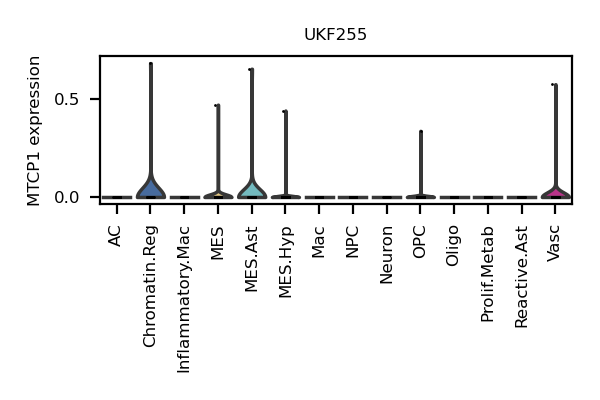 UKF255
MTCP1 expression
0.5
0.0
AC
Chromatin.Reg
Inflammatory.Mac
MES
MES.Ast
MES.Hyp
Mac
NPC
Neuron
OPC
Oligo
Prolif.Metab
Reactive.Ast
Vasc